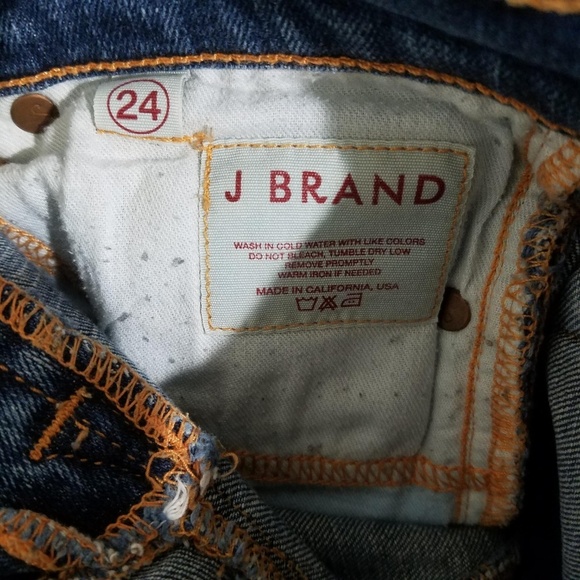 24
J BRAND
WASH IN COLD WATER WITH LIKE COLORS
DO NOT BLEACH, TUMBLE DRY LOW
REMOVE PROMPTLY
WARM IRON IF NEEDED
MADE IN CALIFORNIA, USA